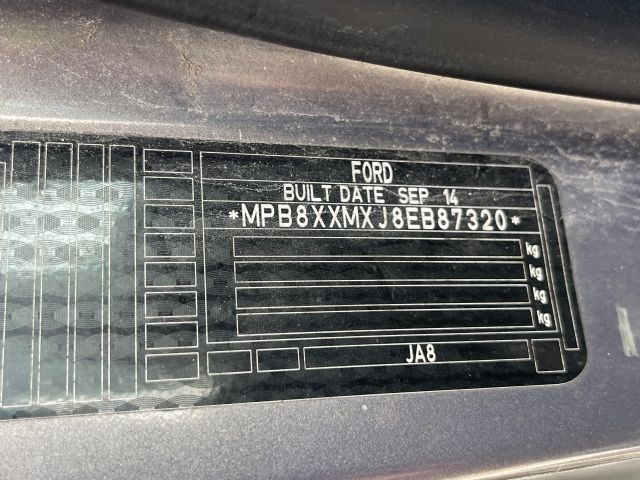 FORD
BUILT DATE SEP 14
*MPB8XXMXJ8EB87320*
kg
kg
kg
kg
JA8